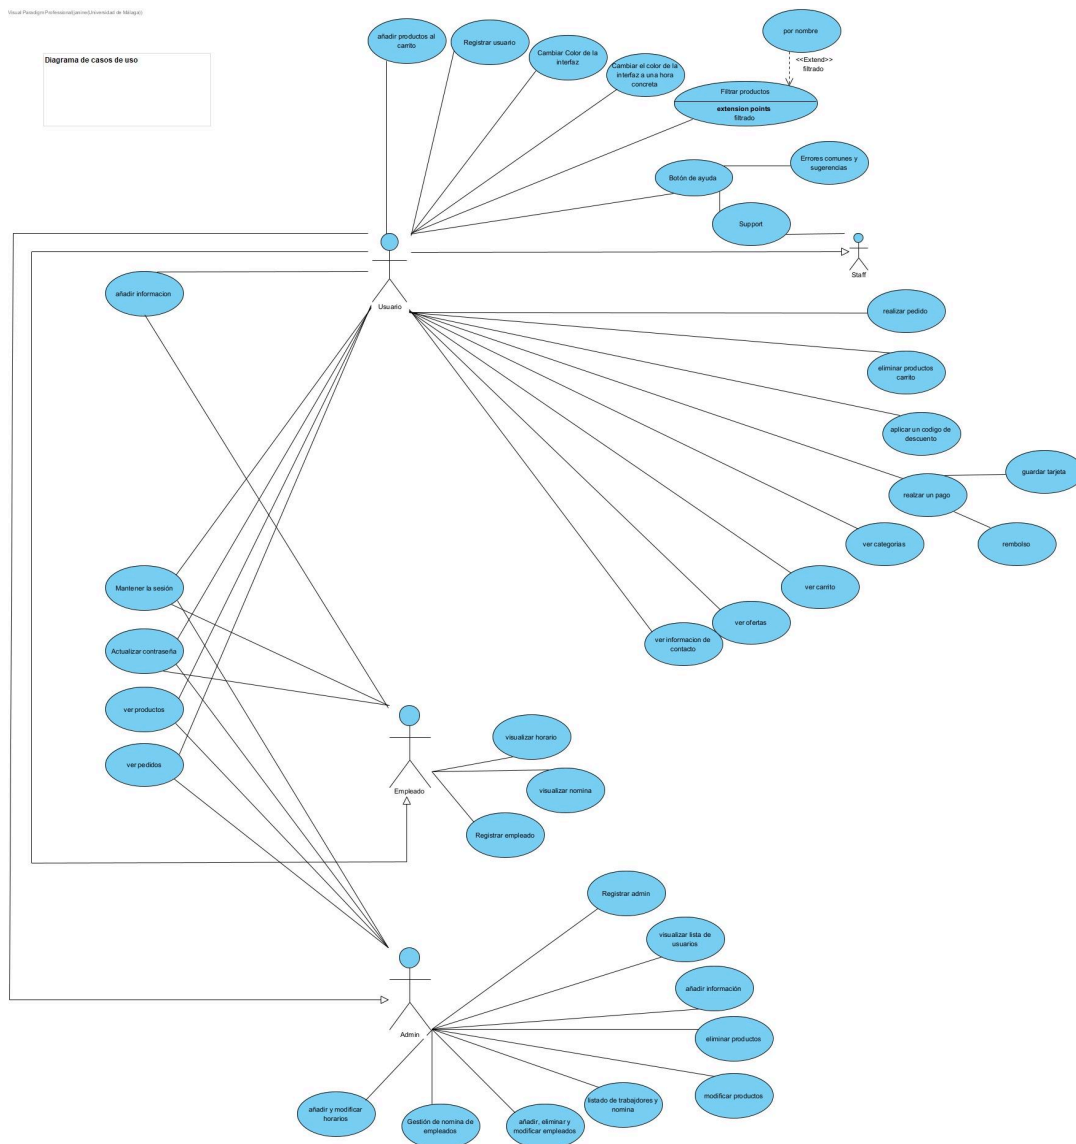 Visual Paradigm Professional(janine(Universidad de Málaga))
Diagrama de casos de uso
añadir productos al
carrito
Registrar usuario
Cambiar Color de la
interfaz
Cambiar el color de la
interfaz a una hora
concreta
por nombre
<<Extend>>
filtrado
Filtrar productos
extension points
filtrado
Errores comunes y
sugerencias
Botón de ayuda
Support
Staff
añadir informacion
Usuario
realizar pedido
eliminar productos
carrito
aplicar un codigo de
descuento
guardar tarjeta
realzar un pago
rembolso
ver categorías
ver carrito
ver ofertas
ver informacion de
contacto
Mantener la sesión
Actualizar contraseña
ver productos
ver pedidos
visualizar horario
visualizar nomina
Empleado
Registrar empleado
Registrar admin
visualizar lista de
usuarios
añadir información
eliminar productos
Admin
modificar productos
listado de trabajdores y
nomina
añadir y modificar
horarios
Gestión de nomina de
empleados
añadir, eliminar y
modificar empleados